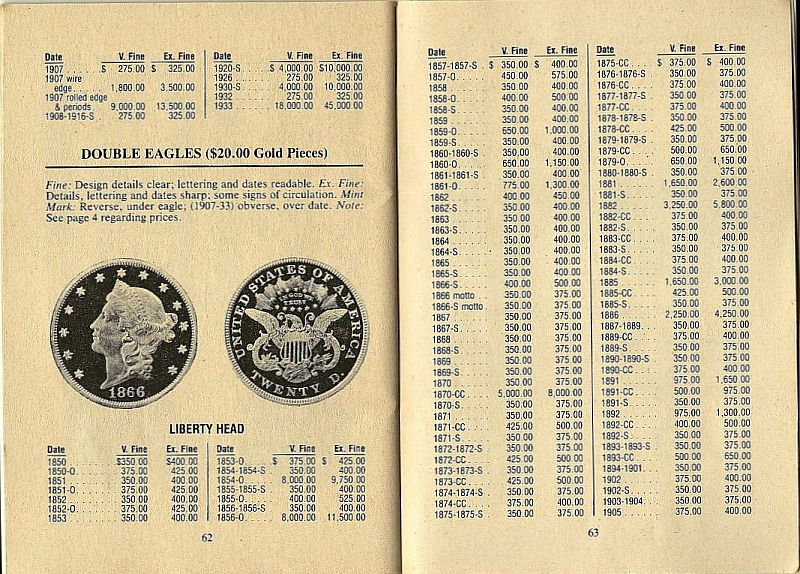 Date V. Fine Ex. Fine
1907 ...... $ 275.00 $ 325.00
1907 wire
edge ...... 1,800.00 3,500.00
1907 rolled edge
& periods . 9,000.00 13,500.00
1908-1916-S . 275.00 325.00
Date V. Fine Ex. Fine
1920-S ..... $ 4,000.00 $10,000.00
1926 ...... 275.00 325.00
1930-S ..... 4,000.00 10,000.00
1932 ...... 275.00 325.00
1933 ...... 18,000.00 45,000.00
DOUBLE EAGLES ($20.00 Gold Pieces)
Fine: Design details clear; lettering and dates readable. Ex. Fine:
Details, lettering and dates sharp; some signs of circulation. Mint
Mark: Reverse, under eagle; (1907-33) obverse, over date. Note:
See page 4 regarding prices.
1866
UNITED STATES OF AMERICA
IN GOD WE
TRUST
TWENTY D.
LIBERTY HEAD
Date V. Fine Ex. Fine
1850 ........ $350.00 $400.00
1850-O ...... 375.00 425.00
1851 ........ 350.00 400.00
1851-O ...... 375.00 425.00
1852 ........ 350.00 400.00
1852-O ...... 375.00 425.00
1853 ........ 350.00 400.00
Date V. Fine Ex. Fine
1853-O ..... $ 375.00 $ 425.00
1854-1854-S . 350.00 400.00
1854-O ..... 8,000.00 9,750.00
1855-1855-S . 350.00 400.00
1855-O ..... 400.00 525.00
1856-1856-S . 350.00 400.00
1856-O ..... 8,000.00 11,500.00
62
Date V. Fine Ex. Fine
1857-1857-S . $ 350.00 $ 400.00
1857-O ..... 450.00 575.00
1858 ...... 350.00 400.00
1858-O ..... 400.00 500.00
1858-S ..... 350.00 400.00
1859 ...... 350.00 400.00
1859-O ..... 650.00 1,000.00
1859-S ..... 350.00 400.00
1860-1860-S . 350.00 400.00
1860-O ..... 650.00 1,150.00
1861-1861-S . 350.00 400.00
1861-O ..... 775.00 1,300.00
1862 ...... 400.00 450.00
1862-S ..... 350.00 400.00
1863 ...... 350.00 400.00
1863-S ..... 350.00 400.00
1864 ...... 350.00 400.00
1864-S ..... 350.00 400.00
1865 ...... 350.00 400.00
1865-S ..... 350.00 400.00
1866-S ..... 400.00 500.00
1866 motto . 350.00 375.00
1866-S motto . 350.00 375.00
1867 ...... 350.00 375.00
1867-S ..... 350.00 375.00
1868 ...... 350.00 375.00
1868-S ..... 350.00 375.00
1869 ...... 350.00 375.00
1869-S ..... 350.00 375.00
1870 ...... 350.00 375.00
1870-CC .... 5,000.00 8,000.00
1870-S ..... 350.00 375.00
1871 ...... 350.00 375.00
1871-CC .... 425.00 500.00
1871-S ..... 350.00 375.00
1872-1872-S . 350.00 375.00
1872-CC .... 425.00 500.00
1873-1873-S . 350.00 375.00
1873-CC .... 425.00 500.00
1874-1874-S . 350.00 375.00
1874-CC .... 375.00 400.00
1875-1875-S . 350.00 375.00
Date V. Fine Ex. Fine
1875-CC .... $ 375.00 $ 400.00
1876-1876-S . 350.00 375.00
1876-CC .... 375.00 400.00
1877-1877-S . 350.00 375.00
1877-CC .... 375.00 400.00
1878-1878-S . 350.00 375.00
1878-CC .... 425.00 500.00
1879-1879-S . 350.00 375.00
1879-CC .... 500.00 650.00
1879-O ..... 650.00 1,150.00
1880-1880-S . 350.00 375.00
1881 ...... 1,650.00 2,600.00
1881-S ..... 350.00 375.00
1882 ...... 3,250.00 5,800.00
1882-CC .... 375.00 400.00
1882-S ..... 350.00 375.00
1883-CC .... 375.00 400.00
1883-S ..... 350.00 375.00
1884-CC .... 375.00 400.00
1884-S ..... 350.00 375.00
1885 ...... 1,650.00 3,000.00
1885-CC .... 425.00 500.00
1885-S ..... 350.00 375.00
1886 ...... 2,250.00 4,250.00
1887-1889 ... 350.00 375.00
1889-CC .... 375.00 400.00
1889-S ..... 350.00 375.00
1890-1890-S . 350.00 375.00
1890-CC .... 375.00 400.00
1891 ...... 975.00 1,650.00
1891-CC .... 500.00 975.00
1891-S ..... 350.00 375.00
1892 ...... 975.00 1,300.00
1892-CC .... 400.00 500.00
1892-S ..... 350.00 375.00
1893-1893-S . 350.00 375.00
1893-CC .... 500.00 650.00
1894-1901 ... 350.00 375.00
1902 ...... 375.00 400.00
1902-S ..... 350.00 375.00
1903-1904 ... 350.00 375.00
1905 ...... 375.00 400.00
63